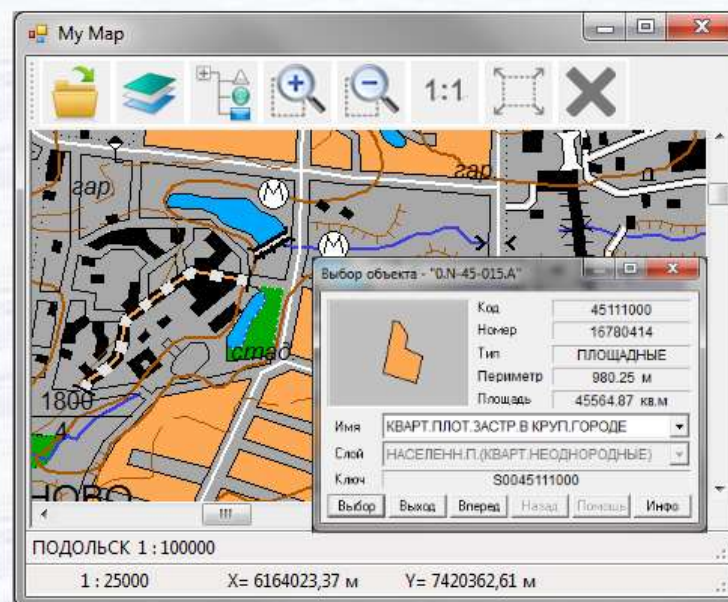 My Map
1:1
гар
гар
п
М
М
стад
1800
4
НОВО
Выбор объекта - "0.N-45-015.A"
Код 45111000
Номер 16780414
Тип ПЛОЩАДНЫЕ
Периметр 980.25 м
Площадь 45564.87 кв.м
Имя КВАРТ.ПЛОТ.ЗАСТР.В КРУП.ГОРОДЕ
Слой НАСЕЛЕНН.П.(КВАРТ.НЕОДНОРОДНЫЕ)
Ключ S0045111000
Выбор Выход Вперед Назад Помощь Инфо
ПОДОЛЬСК 1 : 100000
1 : 25000 X= 6164023,37 м Y= 7420362,61 м